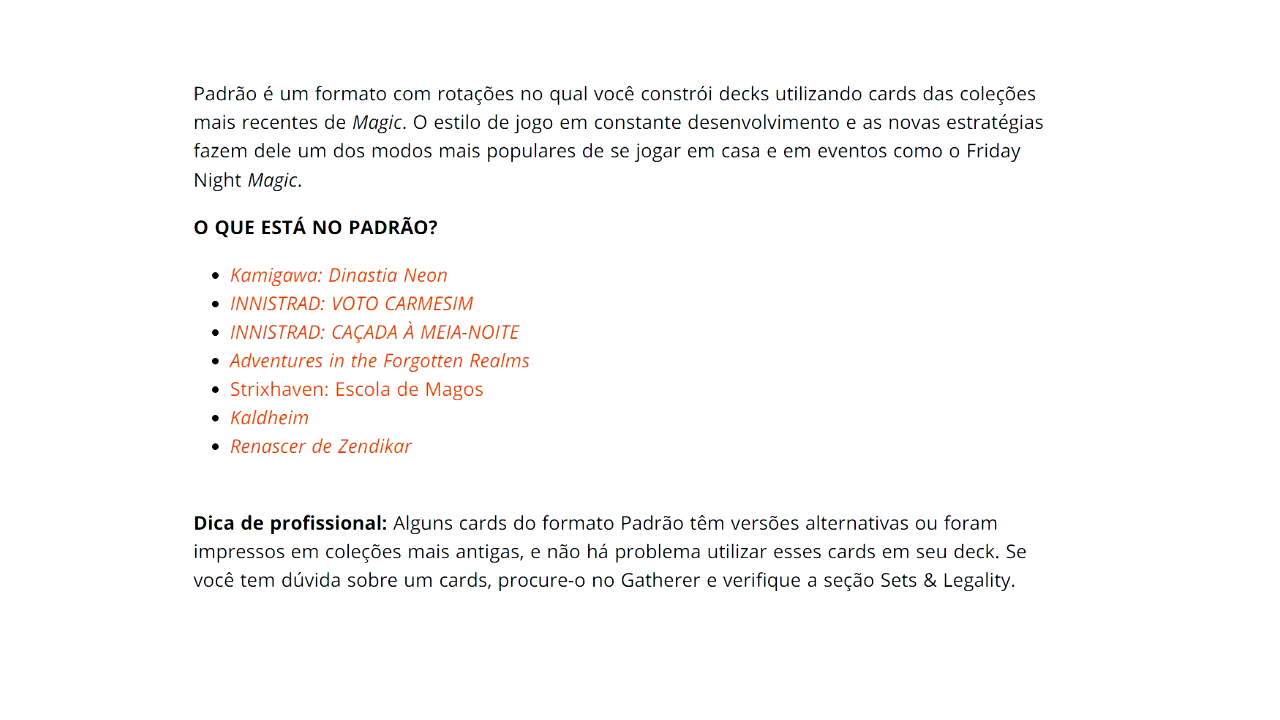 Padrão é um formato com rotações no qual você constrói decks utilizando cards das coleções
mais recentes de Magic. O estilo de jogo em constante desenvolvimento e as novas estratégias
fazem dele um dos modos mais populares de se jogar em casa e em eventos como o Friday
Night Magic.
O QUE ESTÁ NO PADRÃO?
• Kamigawa: Dinastia Neon
• INNISTRAD: VOTO CARMESIM
• INNISTRAD: CAÇADA À MEIA-NOITE
• Adventures in the Forgotten Realms
• Strixhaven: Escola de Magos
• Kaldheim
• Renascer de Zendikar
Dica de profissional: Alguns cards do formato Padrão têm versões alternativas ou foram
impressos em coleções mais antigas, e não há problema utilizar esses cards em seu deck. Se
você tem dúvida sobre um cards, procure-o no Gatherer e verifique a seção Sets & Legality.